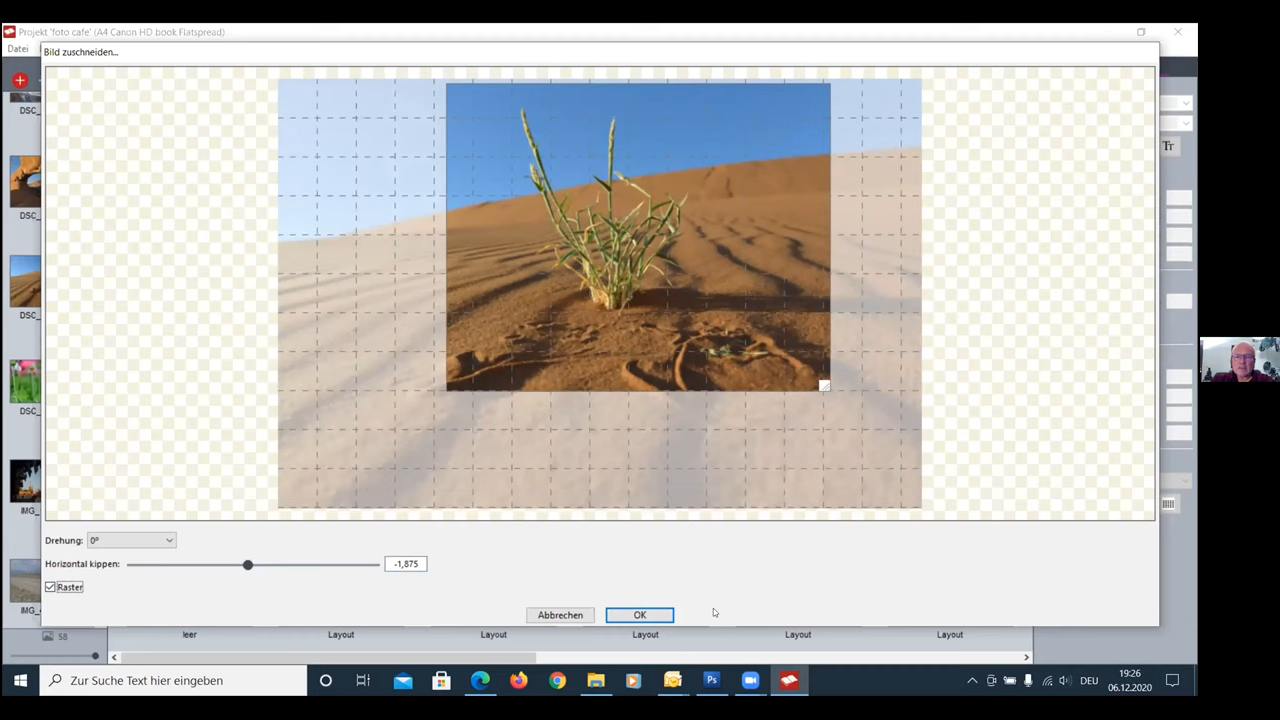 Projekt 'foto cafe' (A4 Canon HD book Flatspread)
Datei
Bild zuschneiden...
DSC_
DSC_
DSC_
DSC_
IMG_
IMG_
Tr
Drehung: 0°
Horizontal kippen: -1,875
Raster
Abbrechen OK
58 leer Layout Layout Layout Layout Layout
Zur Suche Text hier eingeben
Ps
DEU
19:26
06.12.2020